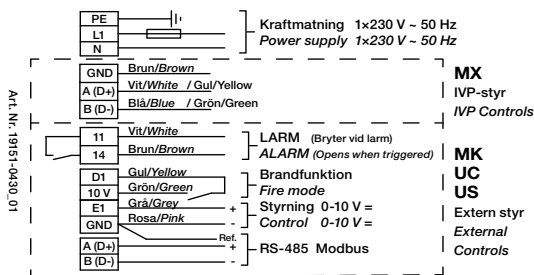 PE
L1
N
Kraftmatning 1×230 V ~ 50 Hz
Power supply 1×230 V ~ 50 Hz
GND Brun/Brown
A (D+) Vit/White / Gul/Yellow
B (D-) Blå/Blue / Grön/Green
MX
IVP-styr
IVP Controls
Art. Nr. 19151-0430_01
11 Vit/White
14 Brun/Brown
LARM (Bryter vid larm)
ALARM (Opens when triggered)
D1 Gul/Yellow
10 V Grön/Green
Brandfunktion
Fire mode
E1 Grå/Grey +
GND Rosa/Pink -
Styrning 0-10 V =
Control 0-10 V =
Ref.
A (D+) +
B (D-) -
RS-485 Modbus
MK
UC
US
Extern styr
External
Controls